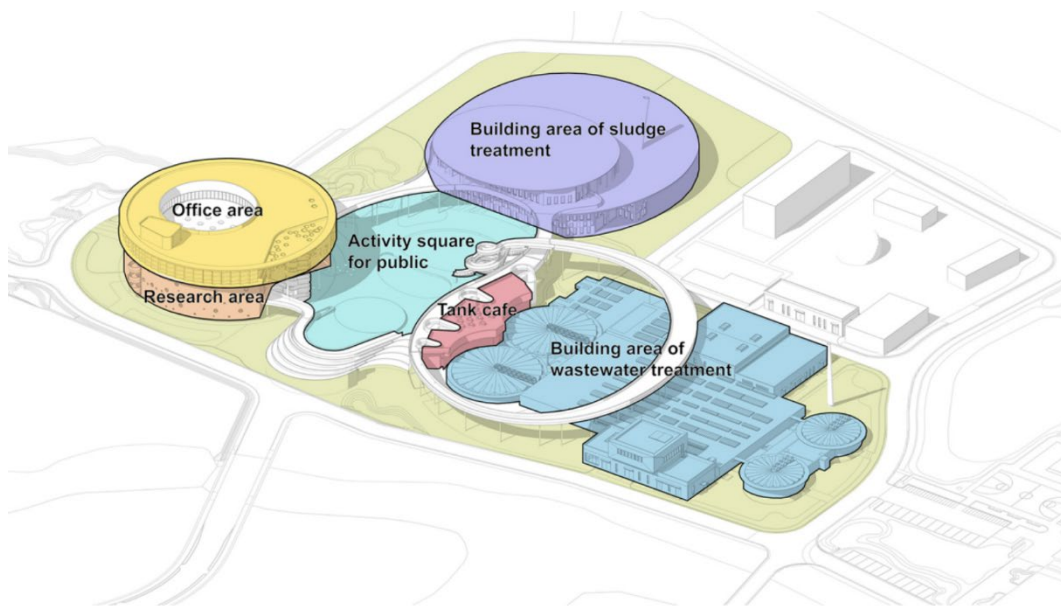 Building area of sludge
treatment
Office area
Activity square
for public
Research area
Tank cafe
Building area of
wastewater treatment